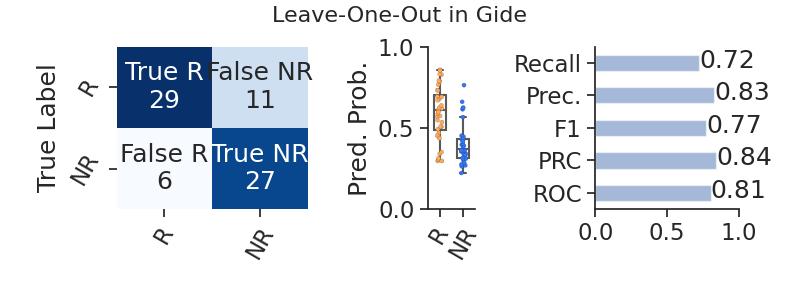 Leave-One-Out in Gide
True Label
R
NR
True R
29
False NR
11
False R
6
True NR
27
R
NR
Pred. Prob.
1.0
0.5
0.0
R
NR
Recall
0.72
Prec.
0.83
F1
0.77
PRC
0.84
ROC
0.81
0.0
0.5
1.0